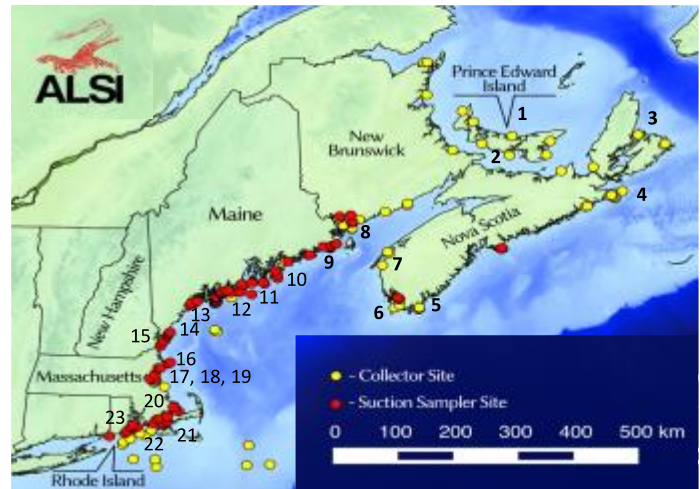 ALSI
Prince Edward
Island
1
2
3
New
Brunswick
4
Maine
8
Nova Scotia
9
7
10
11
12
6
5
13
New Hampshire
14
15
16
Massachusetts
17, 18, 19
20
23
22
21
Rhode Island
- Collector Site
- Suction Sampler Site
0 100 200 300 400 500 km